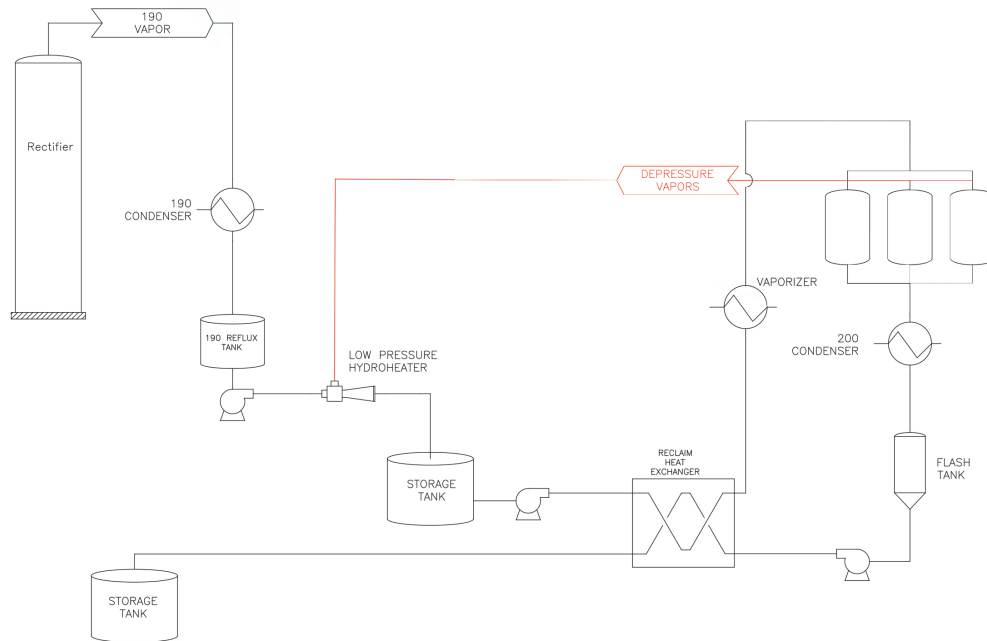 190
VAPOR
Rectifier
DEPRESSURE
VAPORS
190
CONDENSER
VAPORIZER
190 REFLUX
TANK
200
CONDENSER
LOW PRESSURE
HYDROHEATER
RECLAIM
HEAT
EXCHANGER
STORAGE
TANK
FLASH
TANK
STORAGE
TANK